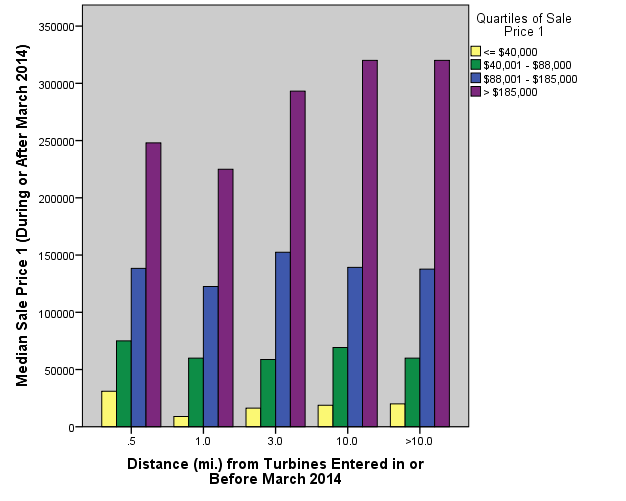 Quartiles of Sale
Price 1
<= $40,000
$40,001 - $88,000
$88,001 - $185,000
> $185,000
Median Sale Price 1 (During or After March 2014)
350000
300000
250000
200000
150000
100000
50000
0
.5
1.0
3.0
10.0
>10.0
Distance (mi.) from Turbines Entered in or
Before March 2014